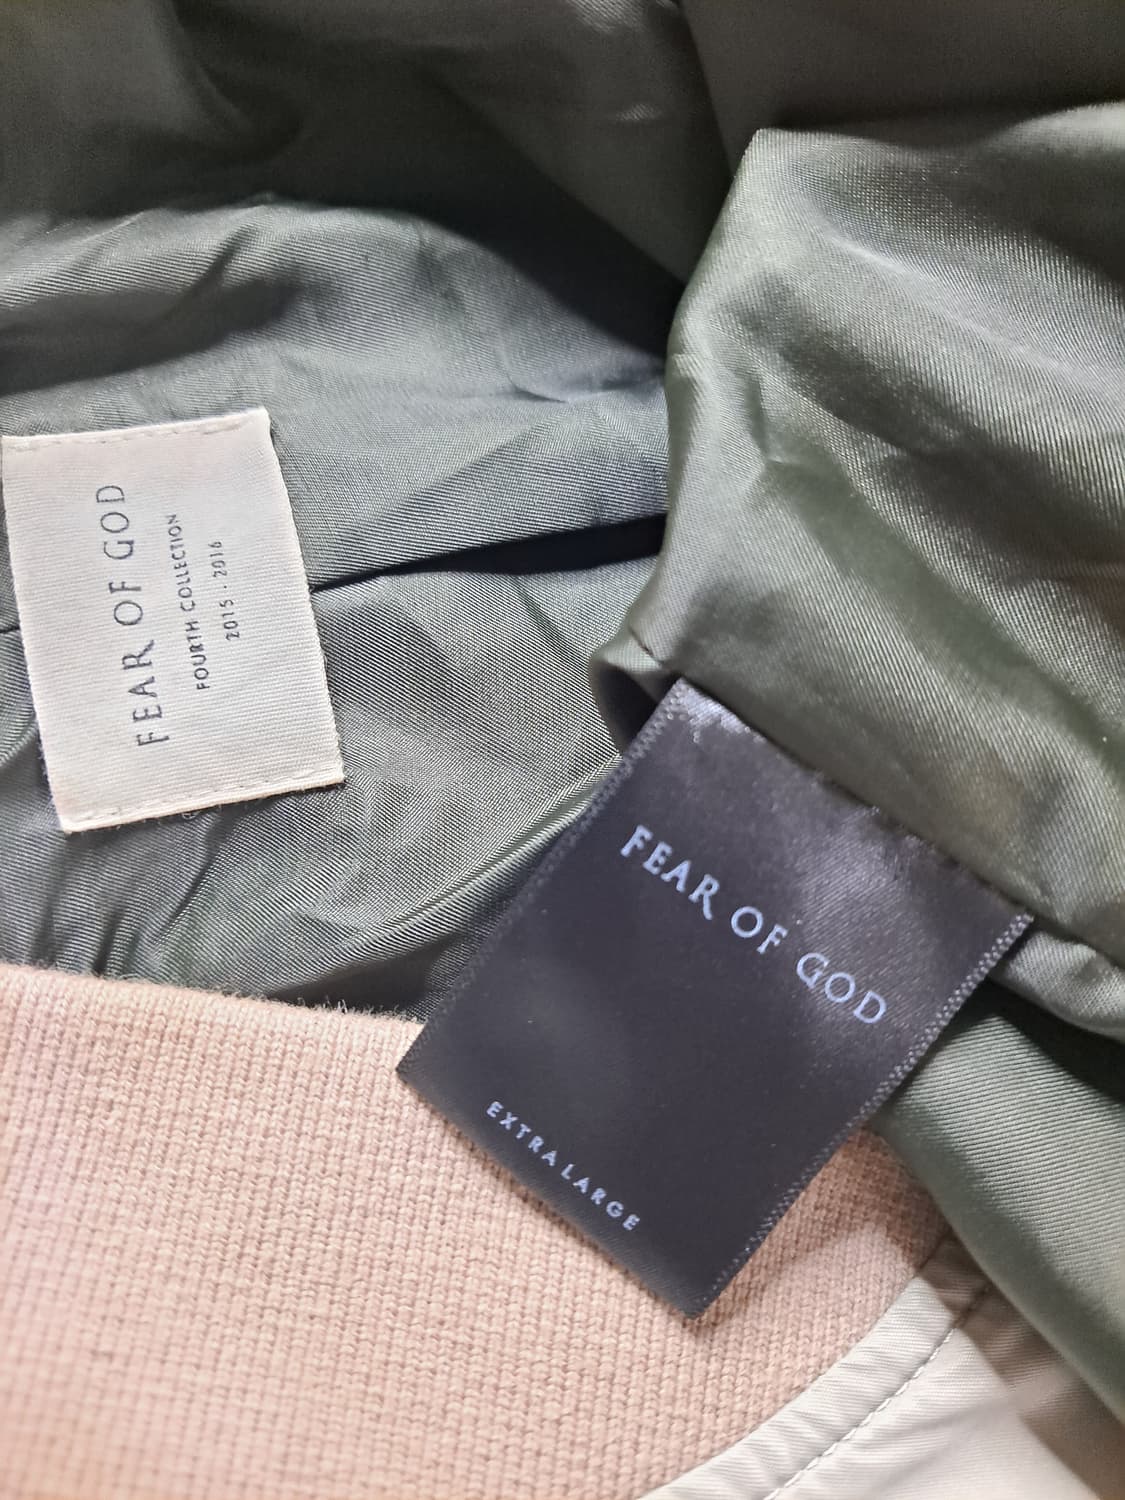 FEAR OF GOD
FOURTH COLLECTION
2015 : 2016
FEAR OF GOD
EXTRA LARGE